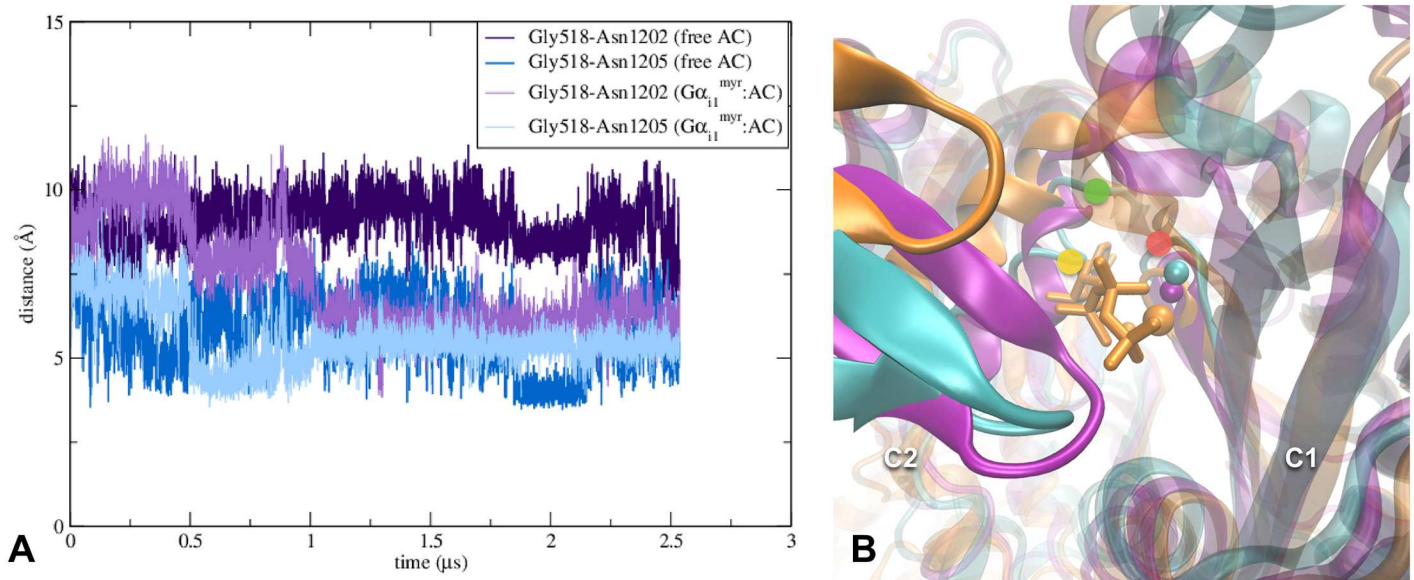 15
10
5
0
distance (Å)
Gly518-Asn1202 (free AC)
Gly518-Asn1205 (free AC)
Gly518-Asn1202 (Gαi1myr:AC)
Gly518-Asn1205 (Gαi1myr:AC)
0 0.5 1 1.5 2 2.5 3
time (µs)
A
C2
C1
B